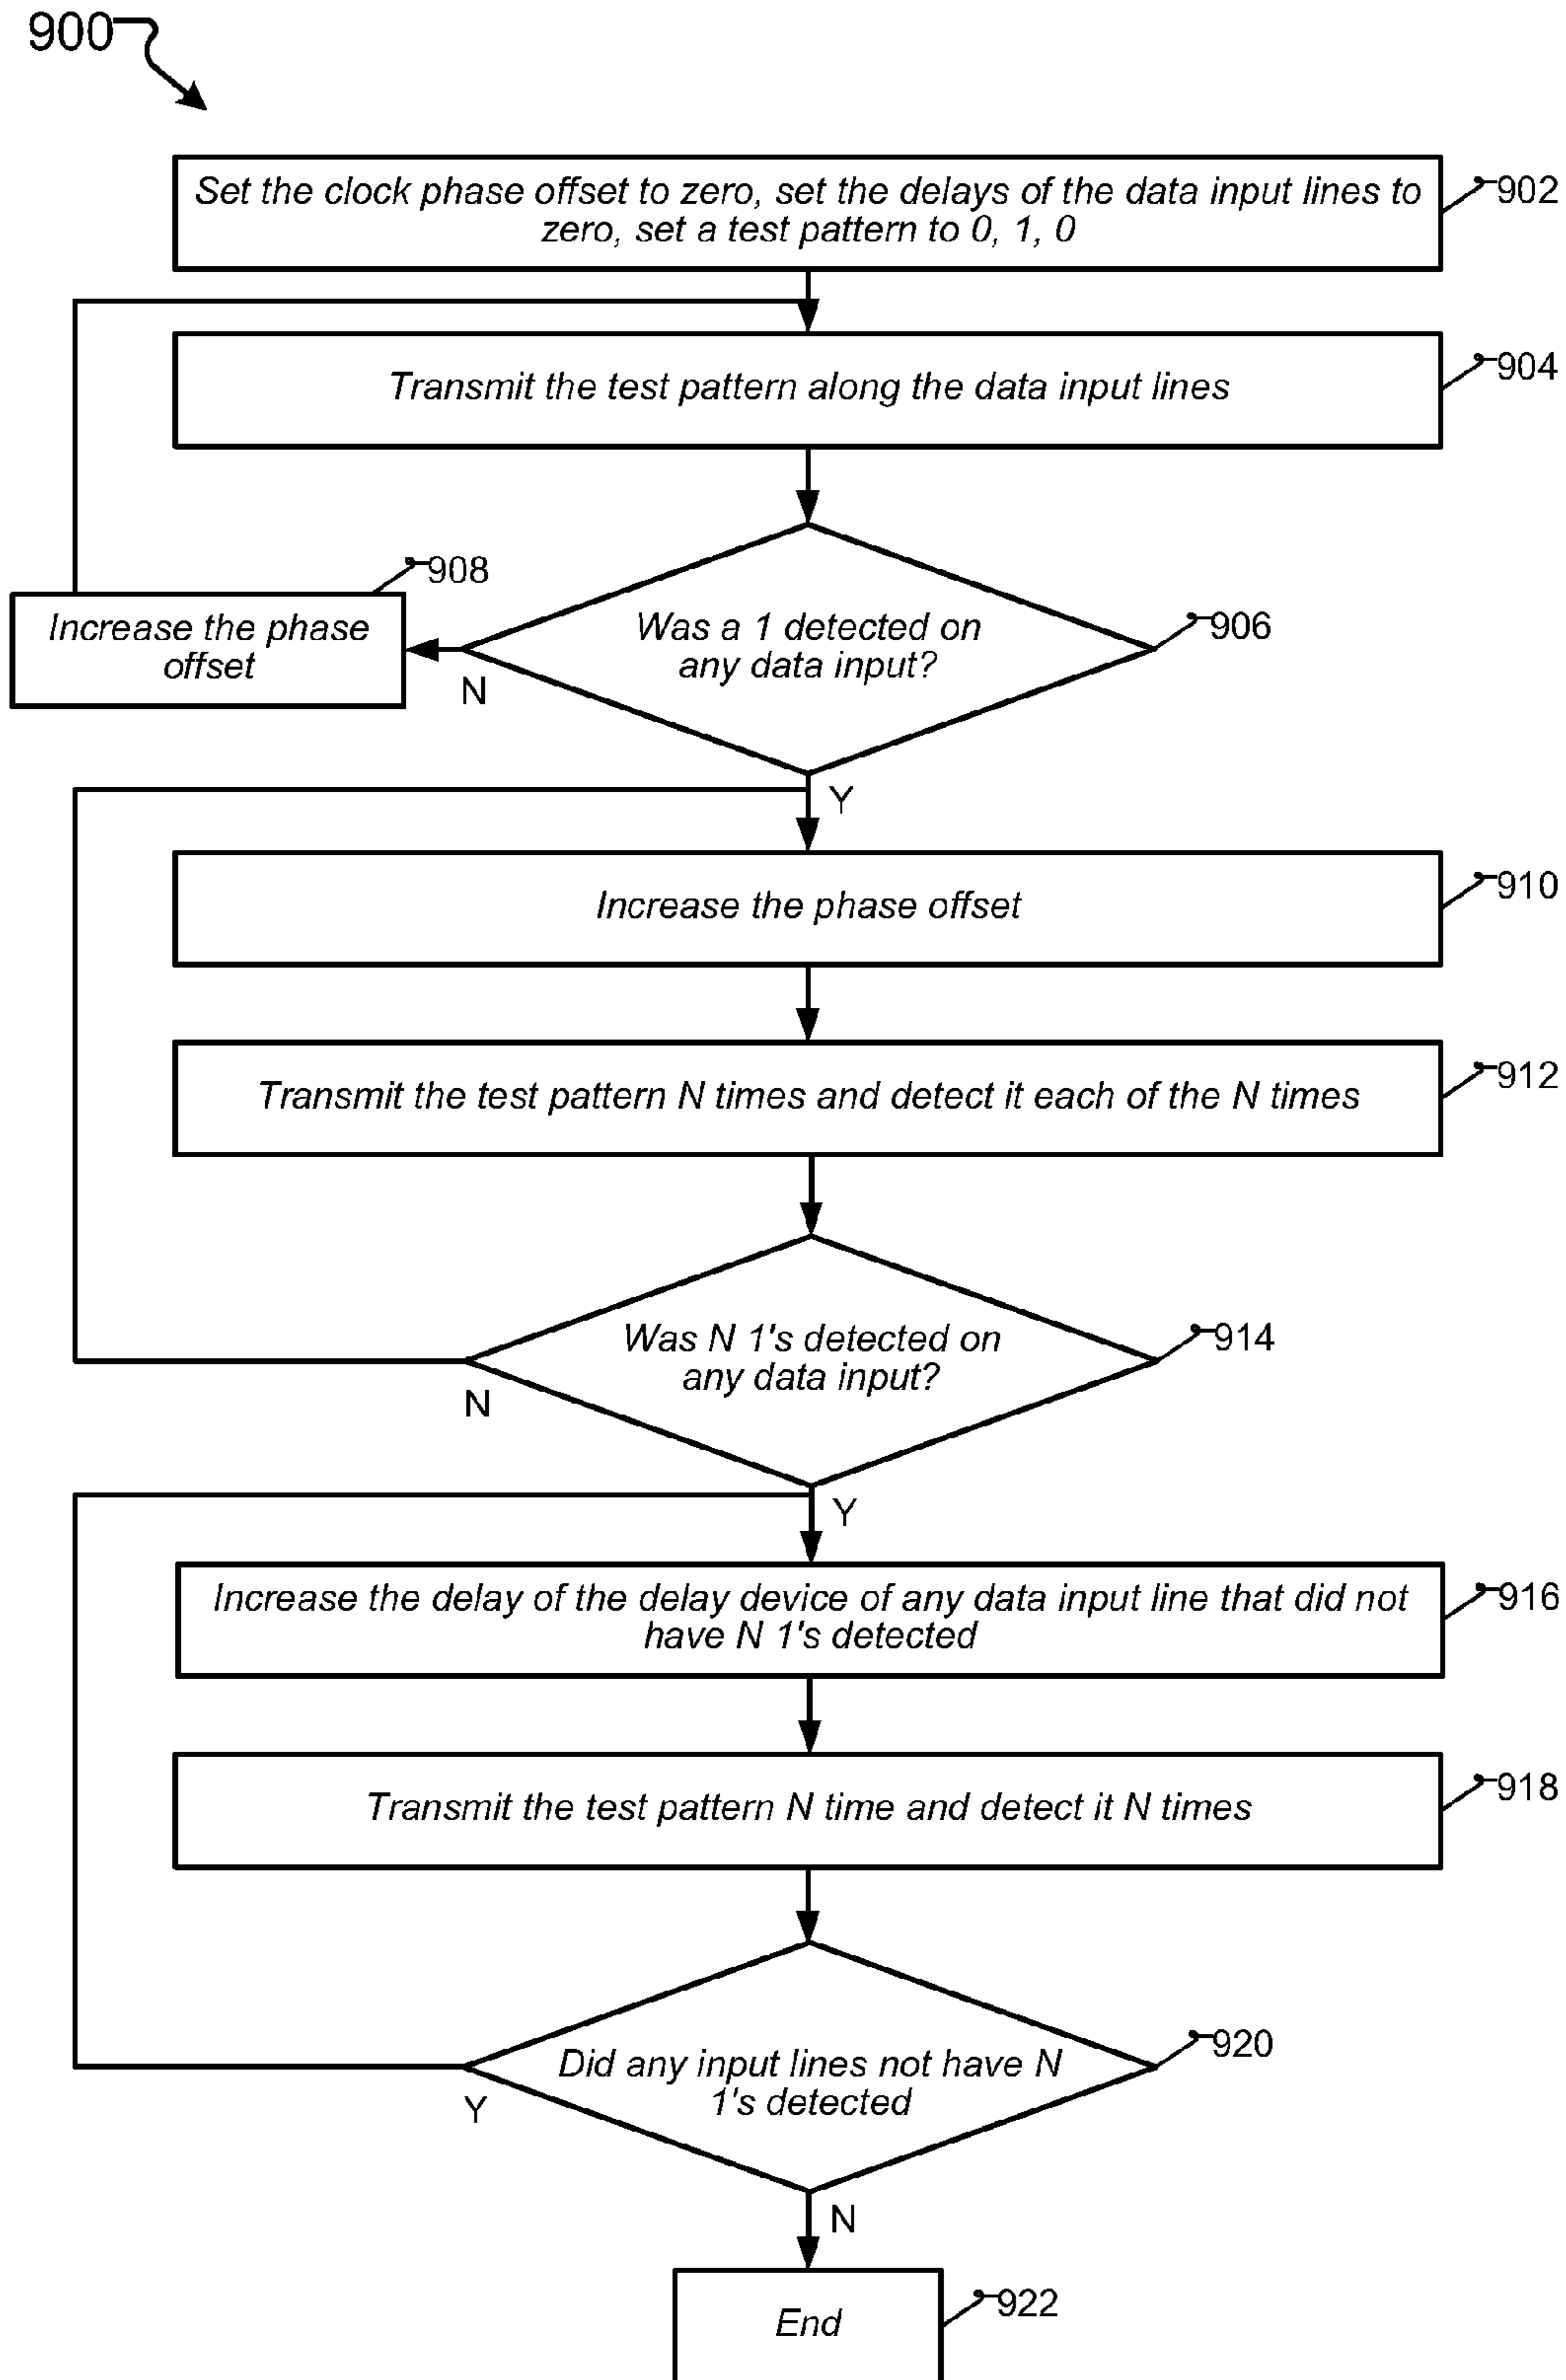 900
Set the clock phase offset to zero, set the delays of the data input lines to
zero, set a test pattern to 0, 1, 0
902
Transmit the test pattern along the data input lines
904
908
Increase the phase
offset
Was a 1 detected on
any data input?
906
N
Y
Increase the phase offset
910
Transmit the test pattern N times and detect it each of the N times
912
Was N 1's detected on
any data input?
914
N
Y
Increase the delay of the delay device of any data input line that did not
have N 1's detected
916
Transmit the test pattern N time and detect it N times
918
Did any input lines not have N
1's detected
920
Y
N
End
922